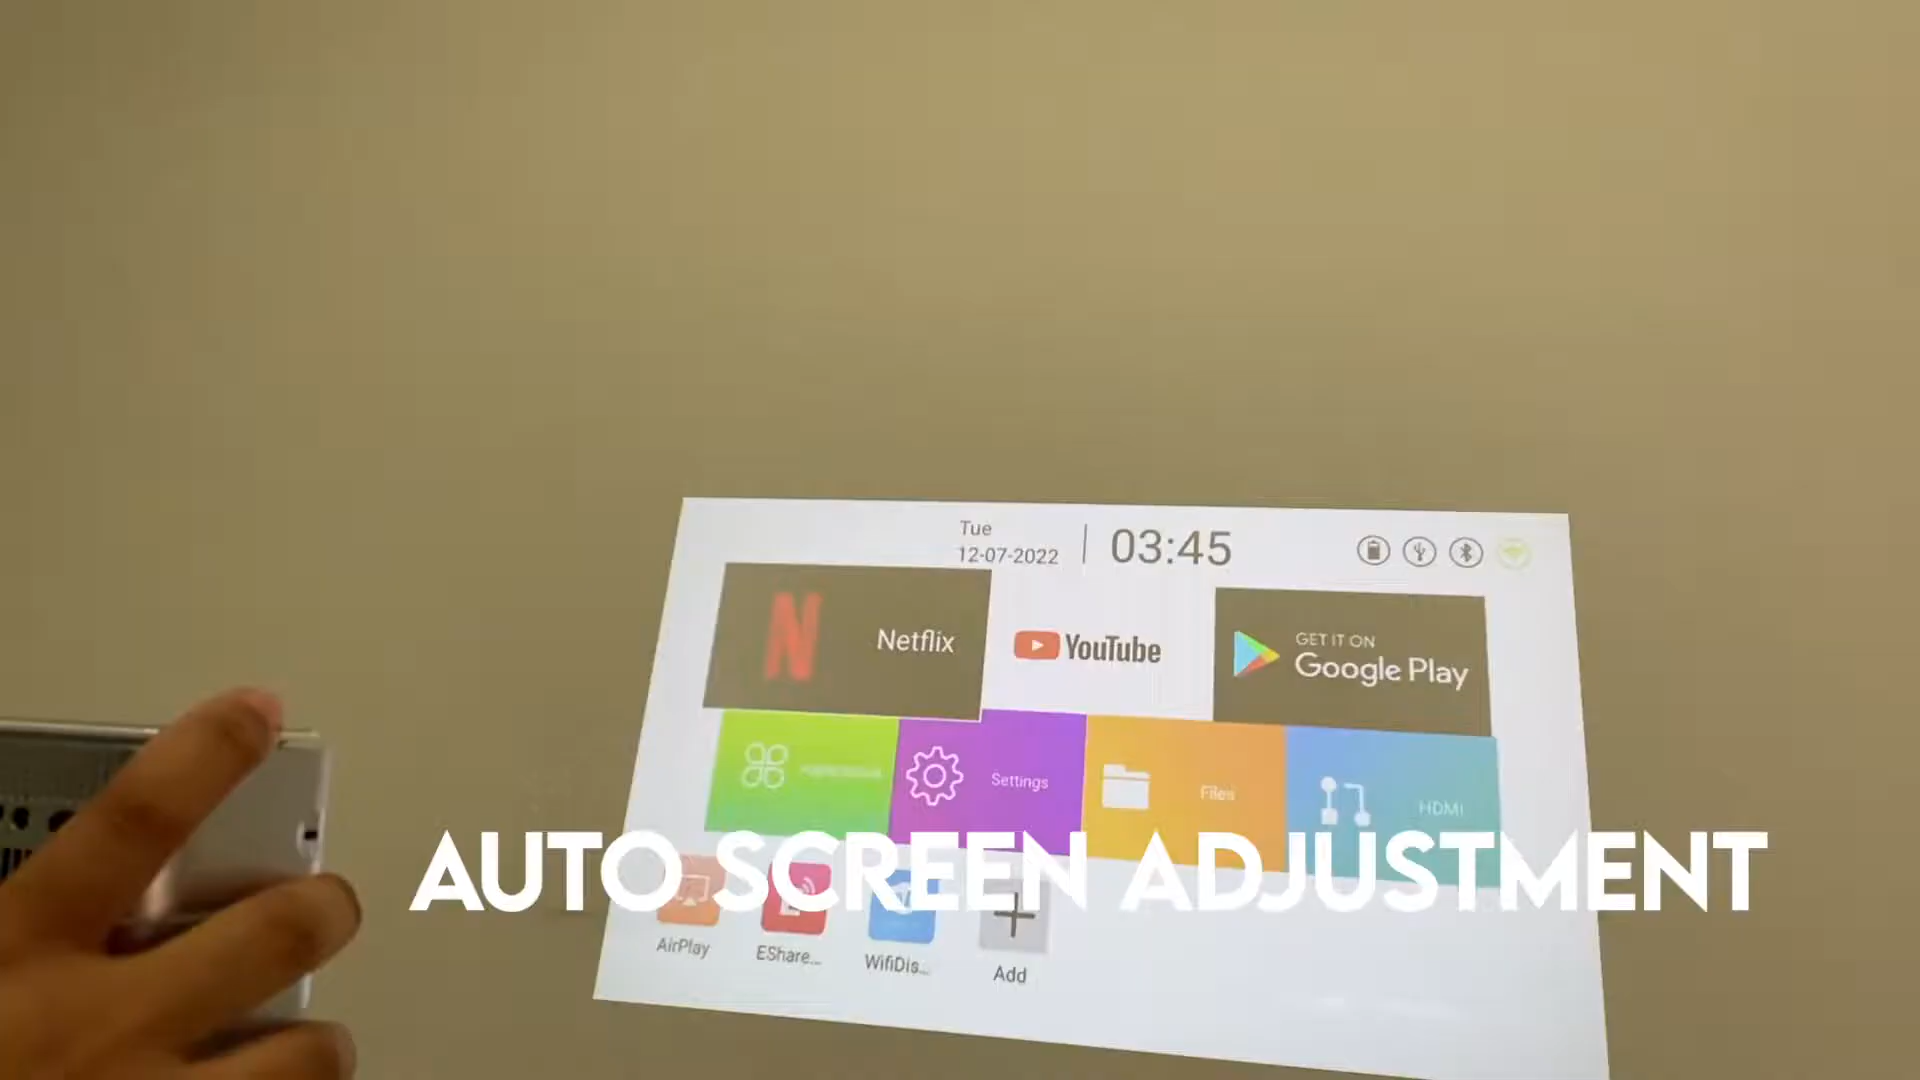 Tue
12-07-2022
03:45
N
Netflix
YouTube
GET IT ON
Google Play
Settings
Files
HDMI
AUTO SCREEN ADJUSTMENT
AirPlay
EShare...
WifiDis...
Add